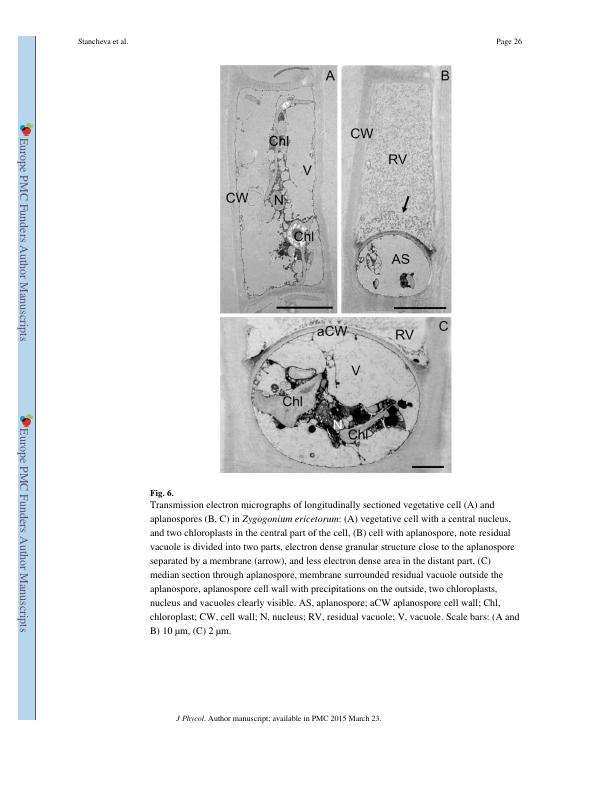 Stancheva et al.
Page 26
Europe PMC Funders Author Manuscripts
Europe PMC Funders Author Manuscripts
A
Chl
V
CW
N
Chl
B
CW
RV
AS
C
aCW
RV
V
Chl
N
Chl
Fig. 6.
Transmission electron micrographs of longitudinally sectioned vegetative cell (A) and
aplanospores (B, C) in Zygogonium ericetorum: (A) vegetative cell with a central nucleus,
and two chloroplasts in the central part of the cell, (B) cell with aplanospore, note residual
vacuole is divided into two parts, electron dense granular structure close to the aplanospore
separated by a membrane (arrow), and less electron dense area in the distant part, (C)
median section through aplanospore, membrane surrounded residual vacuole outside the
aplanospore, aplanospore cell wall with precipitations on the outside, two chloroplasts,
nucleus and vacuoles clearly visible. AS, aplanospore; aCW aplanospore cell wall; Chl,
chloroplast; CW, cell wall; N, nucleus; RV, residual vacuole; V, vacuole. Scale bars: (A and
B) 10 µm, (C) 2 µm.
J Phycol. Author manuscript; available in PMC 2015 March 23.